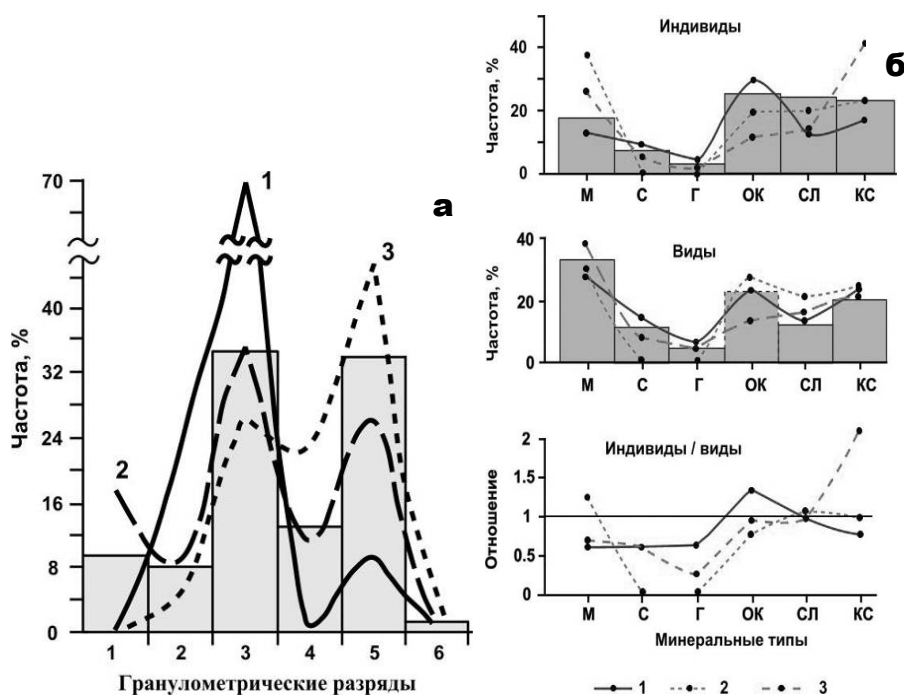 а
Частота, %
70
40
32
24
16
8
0
1
2
3
1 2 3 4 5 6
Гранулометрические разряды
б
Индивиды
Частота, %
40
20
0
М С Г ОК СЛ КС
Виды
Частота, %
40
20
0
М С Г ОК СЛ КС
Индивиды / виды
Отношение
2
1.5
1
0.5
0
М С Г ОК СЛ КС
Минеральные типы
1 2 3